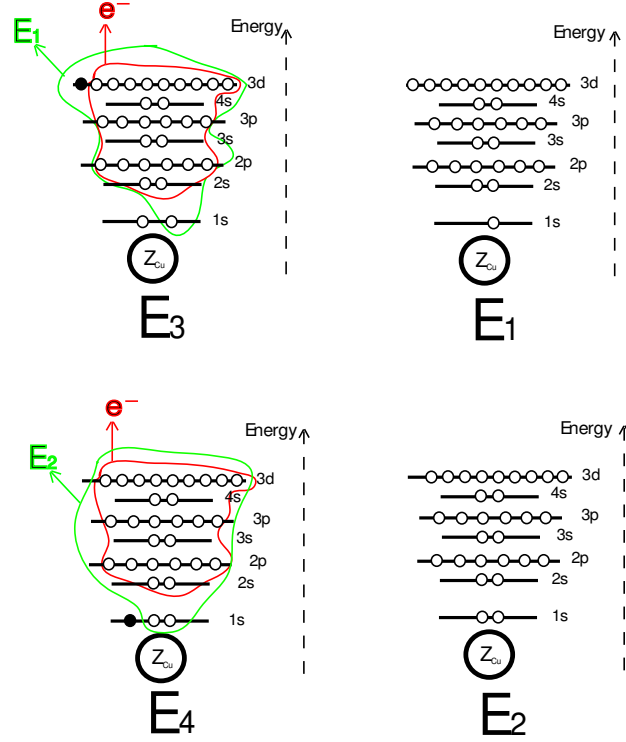 E1
e-
Energy
3d
4s
3p
3s
2p
2s
1s
ZCu
E3
Energy
3d
4s
3p
3s
2p
2s
1s
ZCu
E1
e-
E2
Energy
3d
4s
3p
3s
2p
2s
1s
ZCu
E4
Energy
3d
4s
3p
3s
2p
2s
1s
ZCu
E2